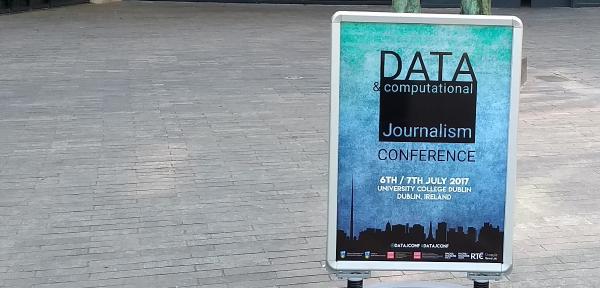 DATA
& computational
Journalism
CONFERENCE
6TH / 7TH JULY 2017
UNIVERSITY COLLEGE DUBLIN
DUBLIN, IRELAND
@DATAJCONF #DATAJCONF
RTÉ